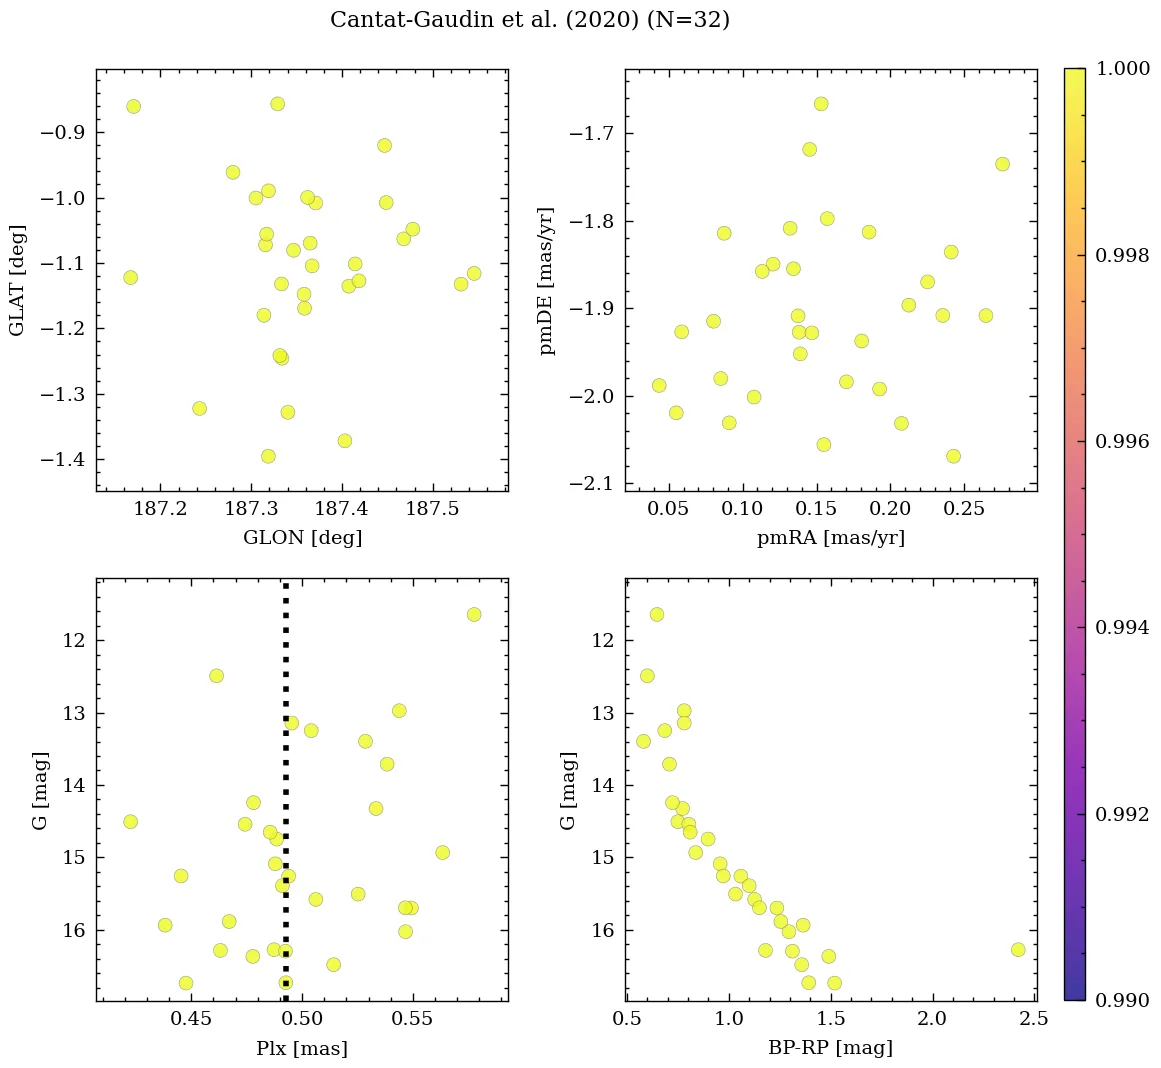 Cantat-Gaudin et al. (2020) (N=32)
−0.9
−1.0
−1.1
−1.2
−1.3
−1.4
GLAT [deg]
187.2 187.3 187.4 187.5
GLON [deg]
−1.7
−1.8
−1.9
−2.0
−2.1
pmDE [mas/yr]
0.05 0.10 0.15 0.20 0.25
pmRA [mas/yr]
12
13
14
15
16
G [mag]
0.45 0.50 0.55
Plx [mas]
12
13
14
15
16
G [mag]
0.5 1.0 1.5 2.0 2.5
BP-RP [mag]
1.000
0.998
0.996
0.994
0.992
0.990